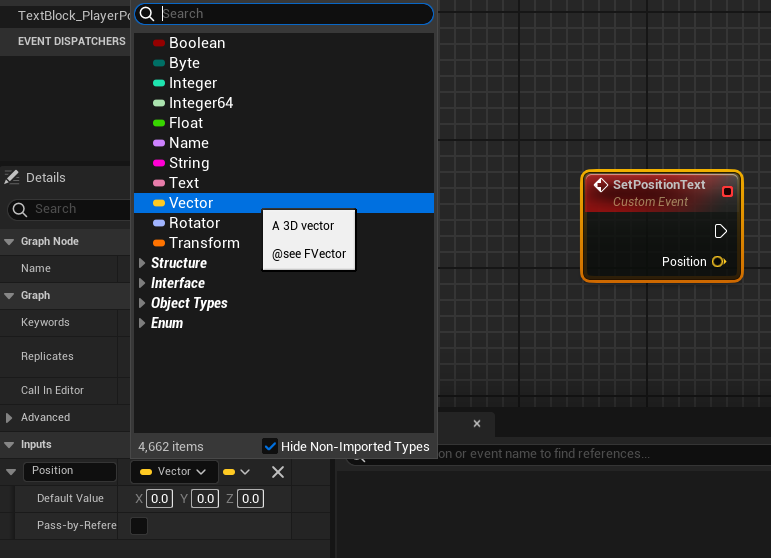 TextBlock_PlayerPo
EVENT DISPATCHERS
Search
Boolean
Byte
Integer
Integer64
Float
Name
String
Text
Vector
Rotator
Transform
Structure
Interface
Object Types
Enum
A 3D vector
@see FVector
4,662 items
Hide Non-Imported Types
SetPositionText
Custom Event
Position
Details
Search
Graph Node
Name
Graph
Keywords
Replicates
Call In Editor
Advanced
Inputs
Position
Vector
Default Value
X 0.0 Y 0.0 Z 0.0
Pass-by-Refere
on or event name to find references...